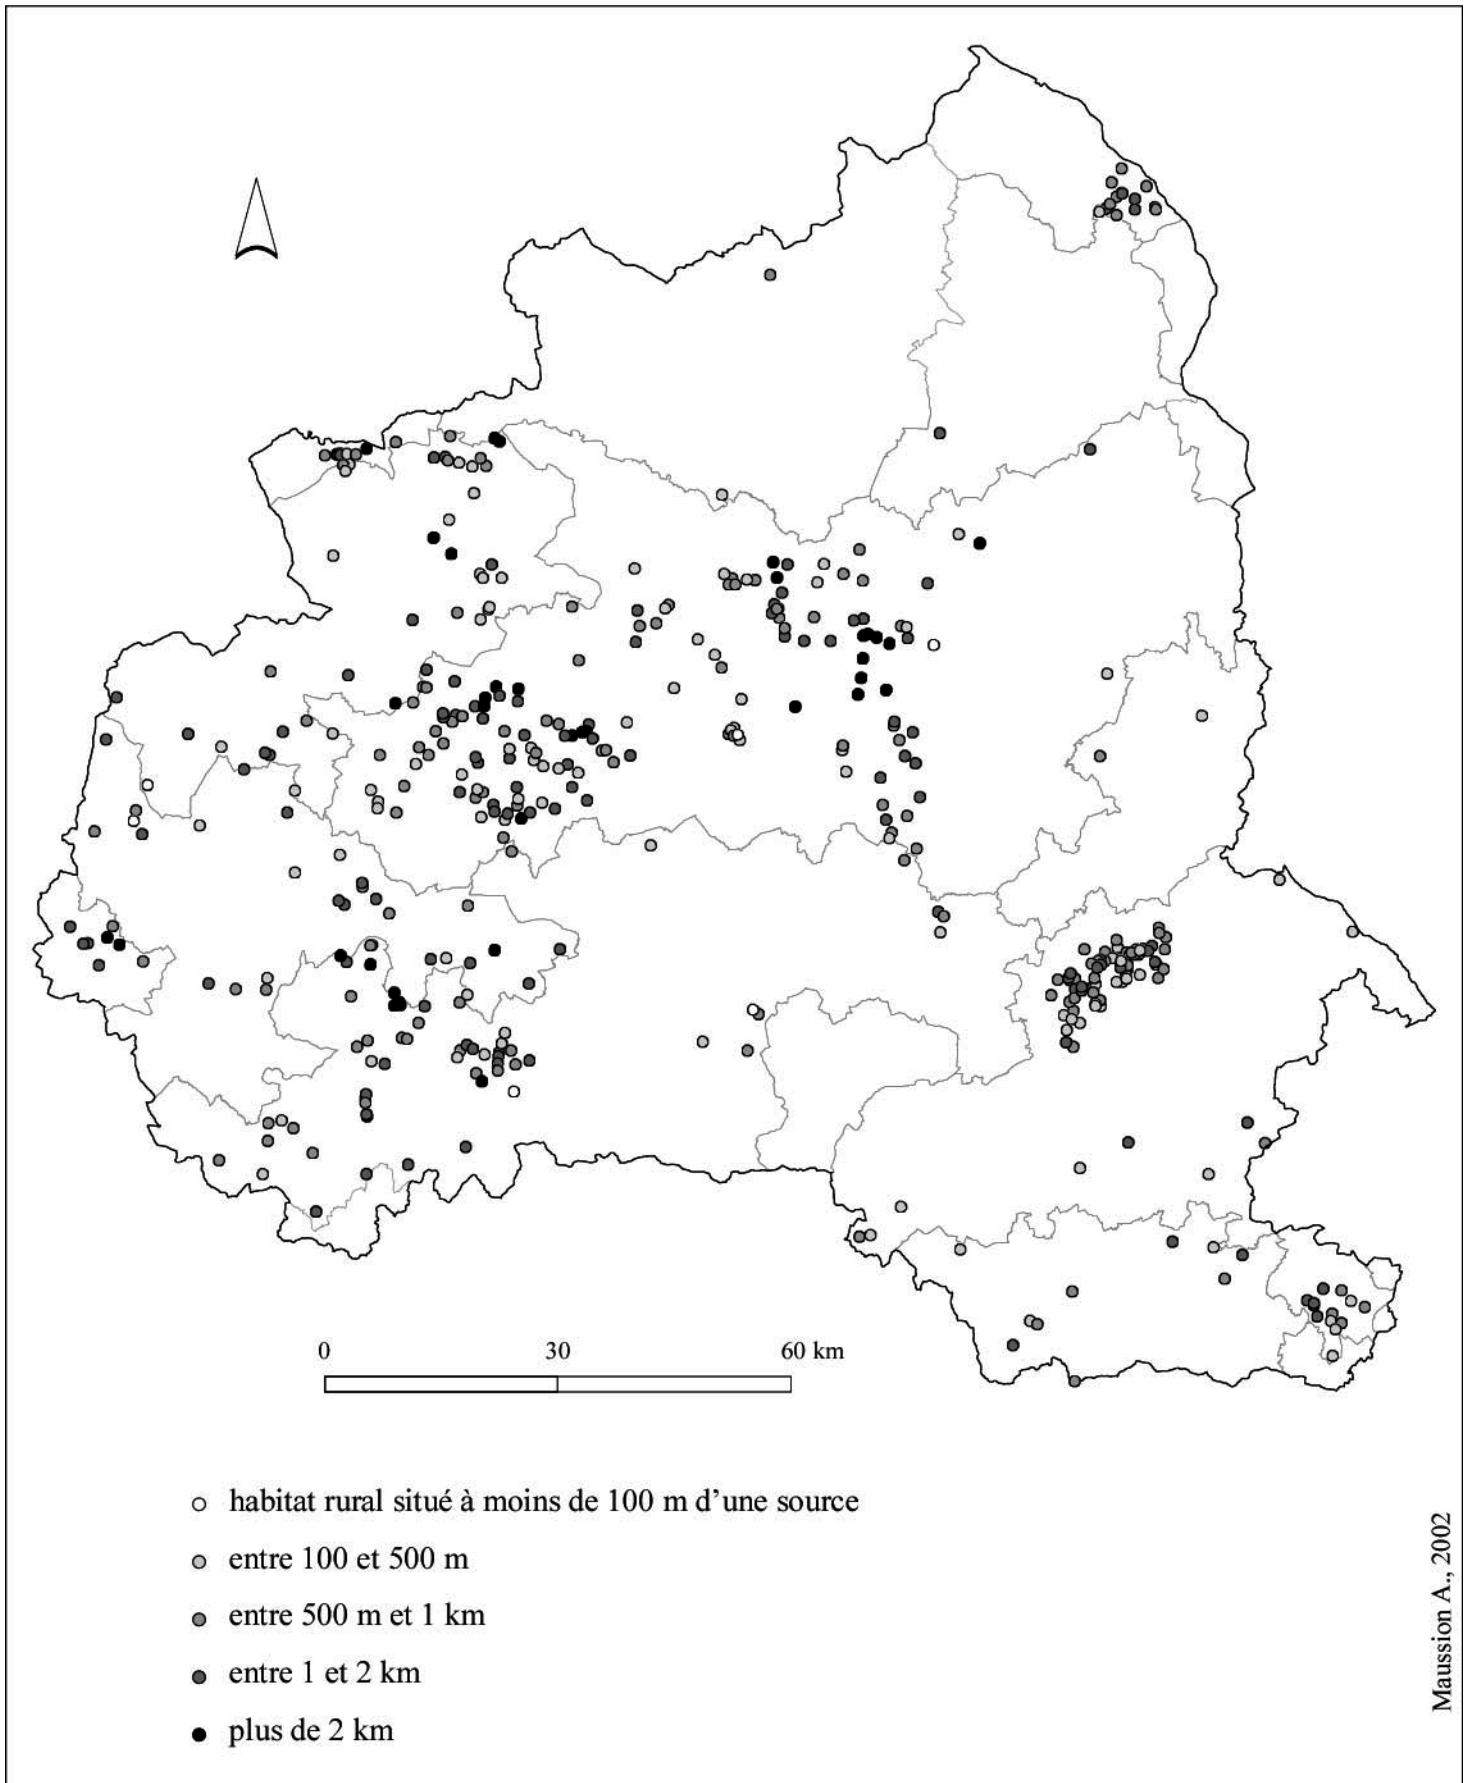 0 30 60 km
habitat rural situé à moins de 100 m d’une source
entre 100 et 500 m
entre 500 m et 1 km
entre 1 et 2 km
plus de 2 km
Maussion A., 2002